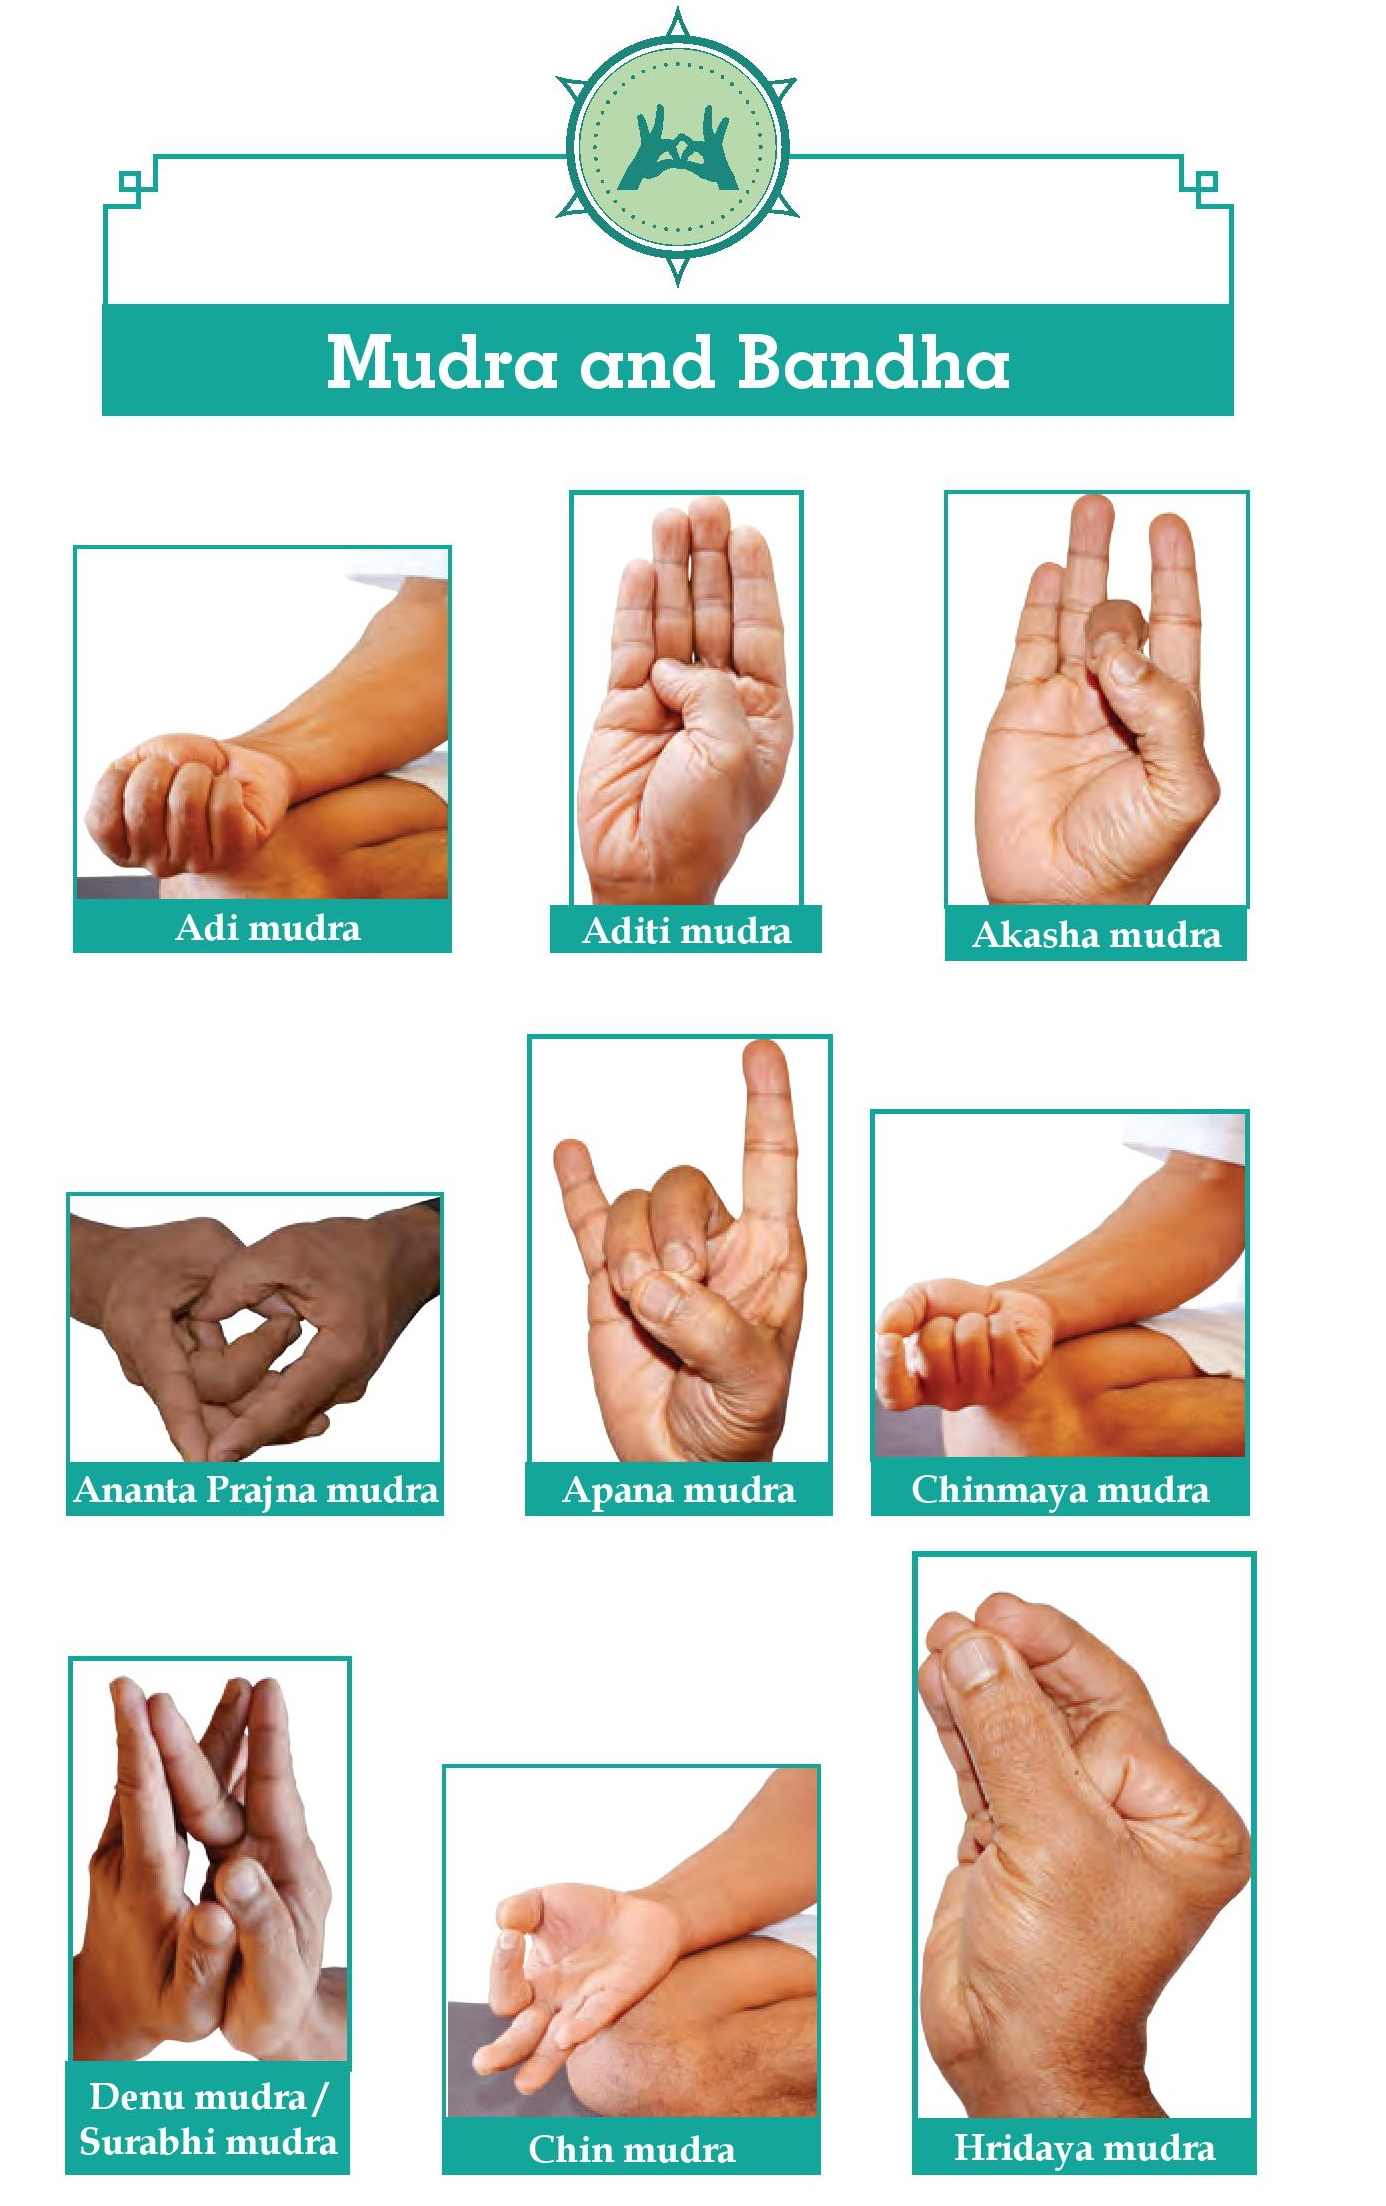 Mudra and Bandha
Adi mudra
Aditi mudra
Akasha mudra
Ananta Prajna mudra
Apana mudra
Chinmaya mudra
Denu mudra/
Surabhi mudra
Chin mudra
Hridaya mudra